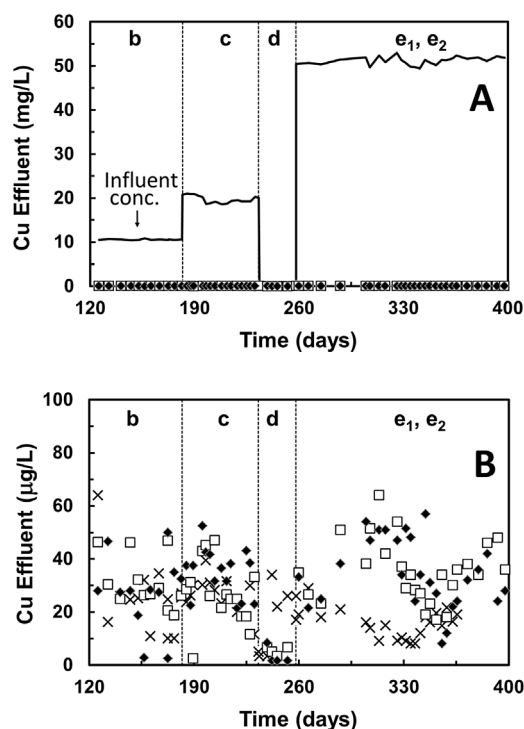 b c d e1, e2
60
50
40
30
20
10
0
Cu Effluent (mg/L)
Influent
conc.
A
120 190 260 330 400
Time (days)
b c d e1, e2
100
80
60
40
20
0
Cu Effluent (µg/L)
B
120 190 260 330 400
Time (days)